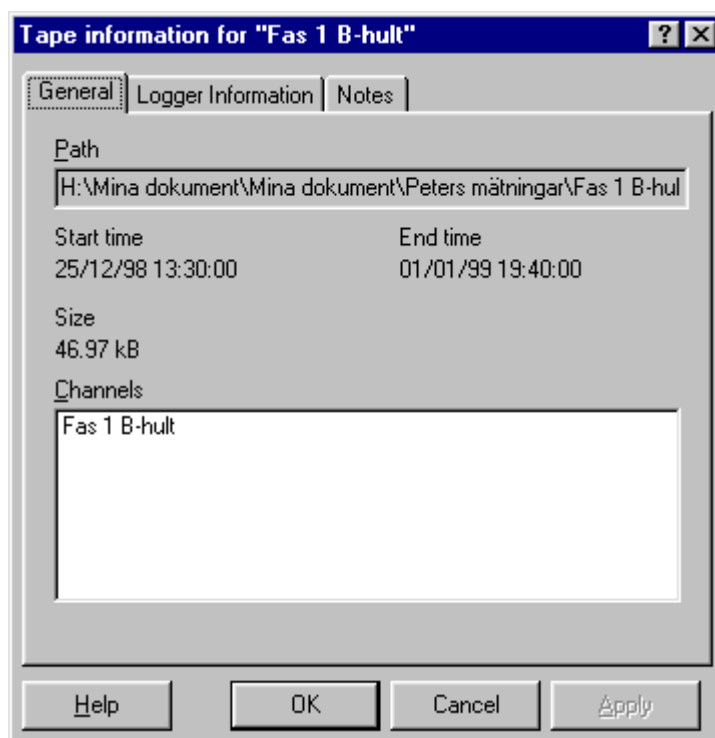 Tape information for "Fas 1 B-hult"
General Logger Information Notes
Path
H:\Mina dokument\Mina dokument\Peters mätningar\Fas 1 B-hul
Start time End time
25/12/98 13:30:00 01/01/99 19:40:00
Size
46.97 kB
Channels
Fas 1 B-hult
Help OK Cancel Apply